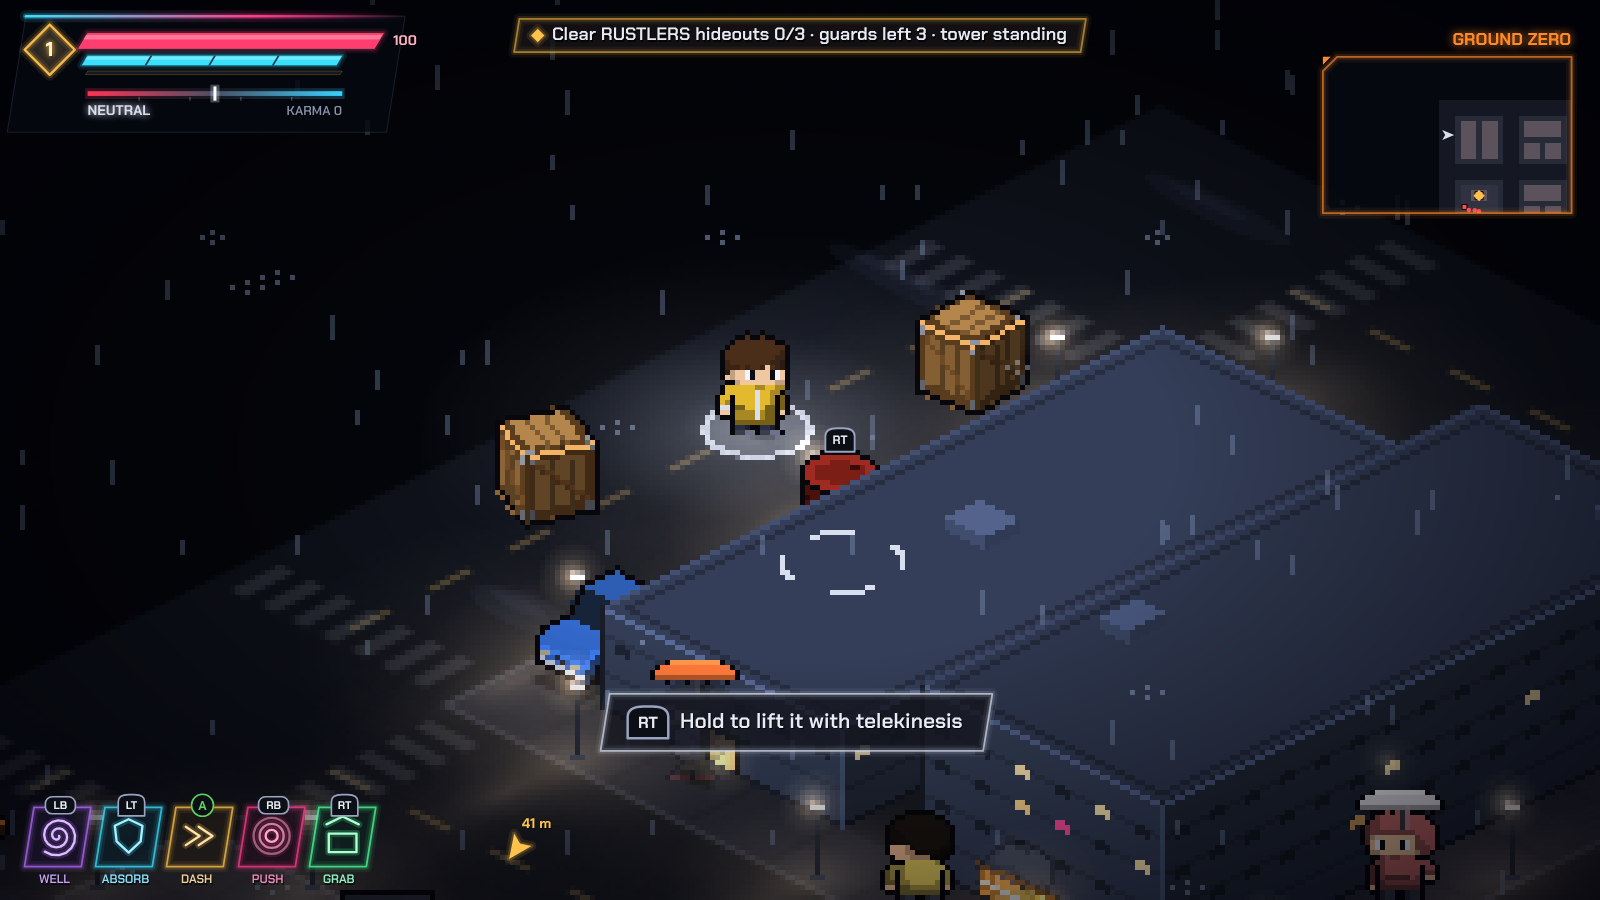 1
100
NEUTRAL
KARMA 0
Clear RUSTLERS hideouts 0/3 · guards left 3 · tower standing
GROUND ZERO
RT
RT Hold to lift it with telekinesis
41 m
LB
LT
A
RB
RT
WELL
ABSORB
DASH
PUSH
GRAB